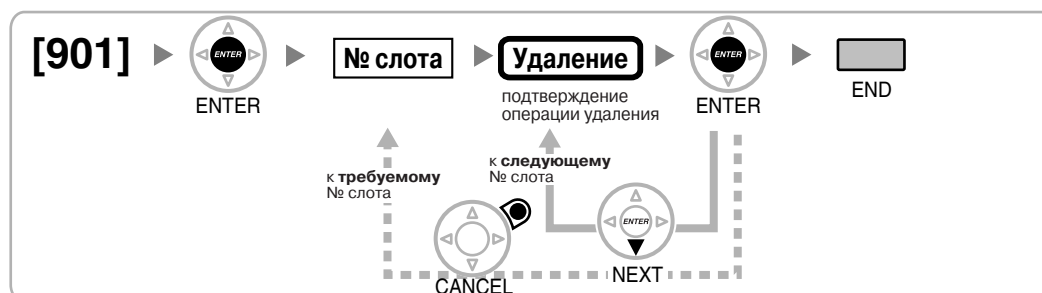 [901]
ENTER
ENTER
№ слота
Удаление
подтверждение
операции удаления
ENTER
ENTER
END
к требуемому
№ слота
к следующему
№ слота
CANCEL
ENTER
NEXT